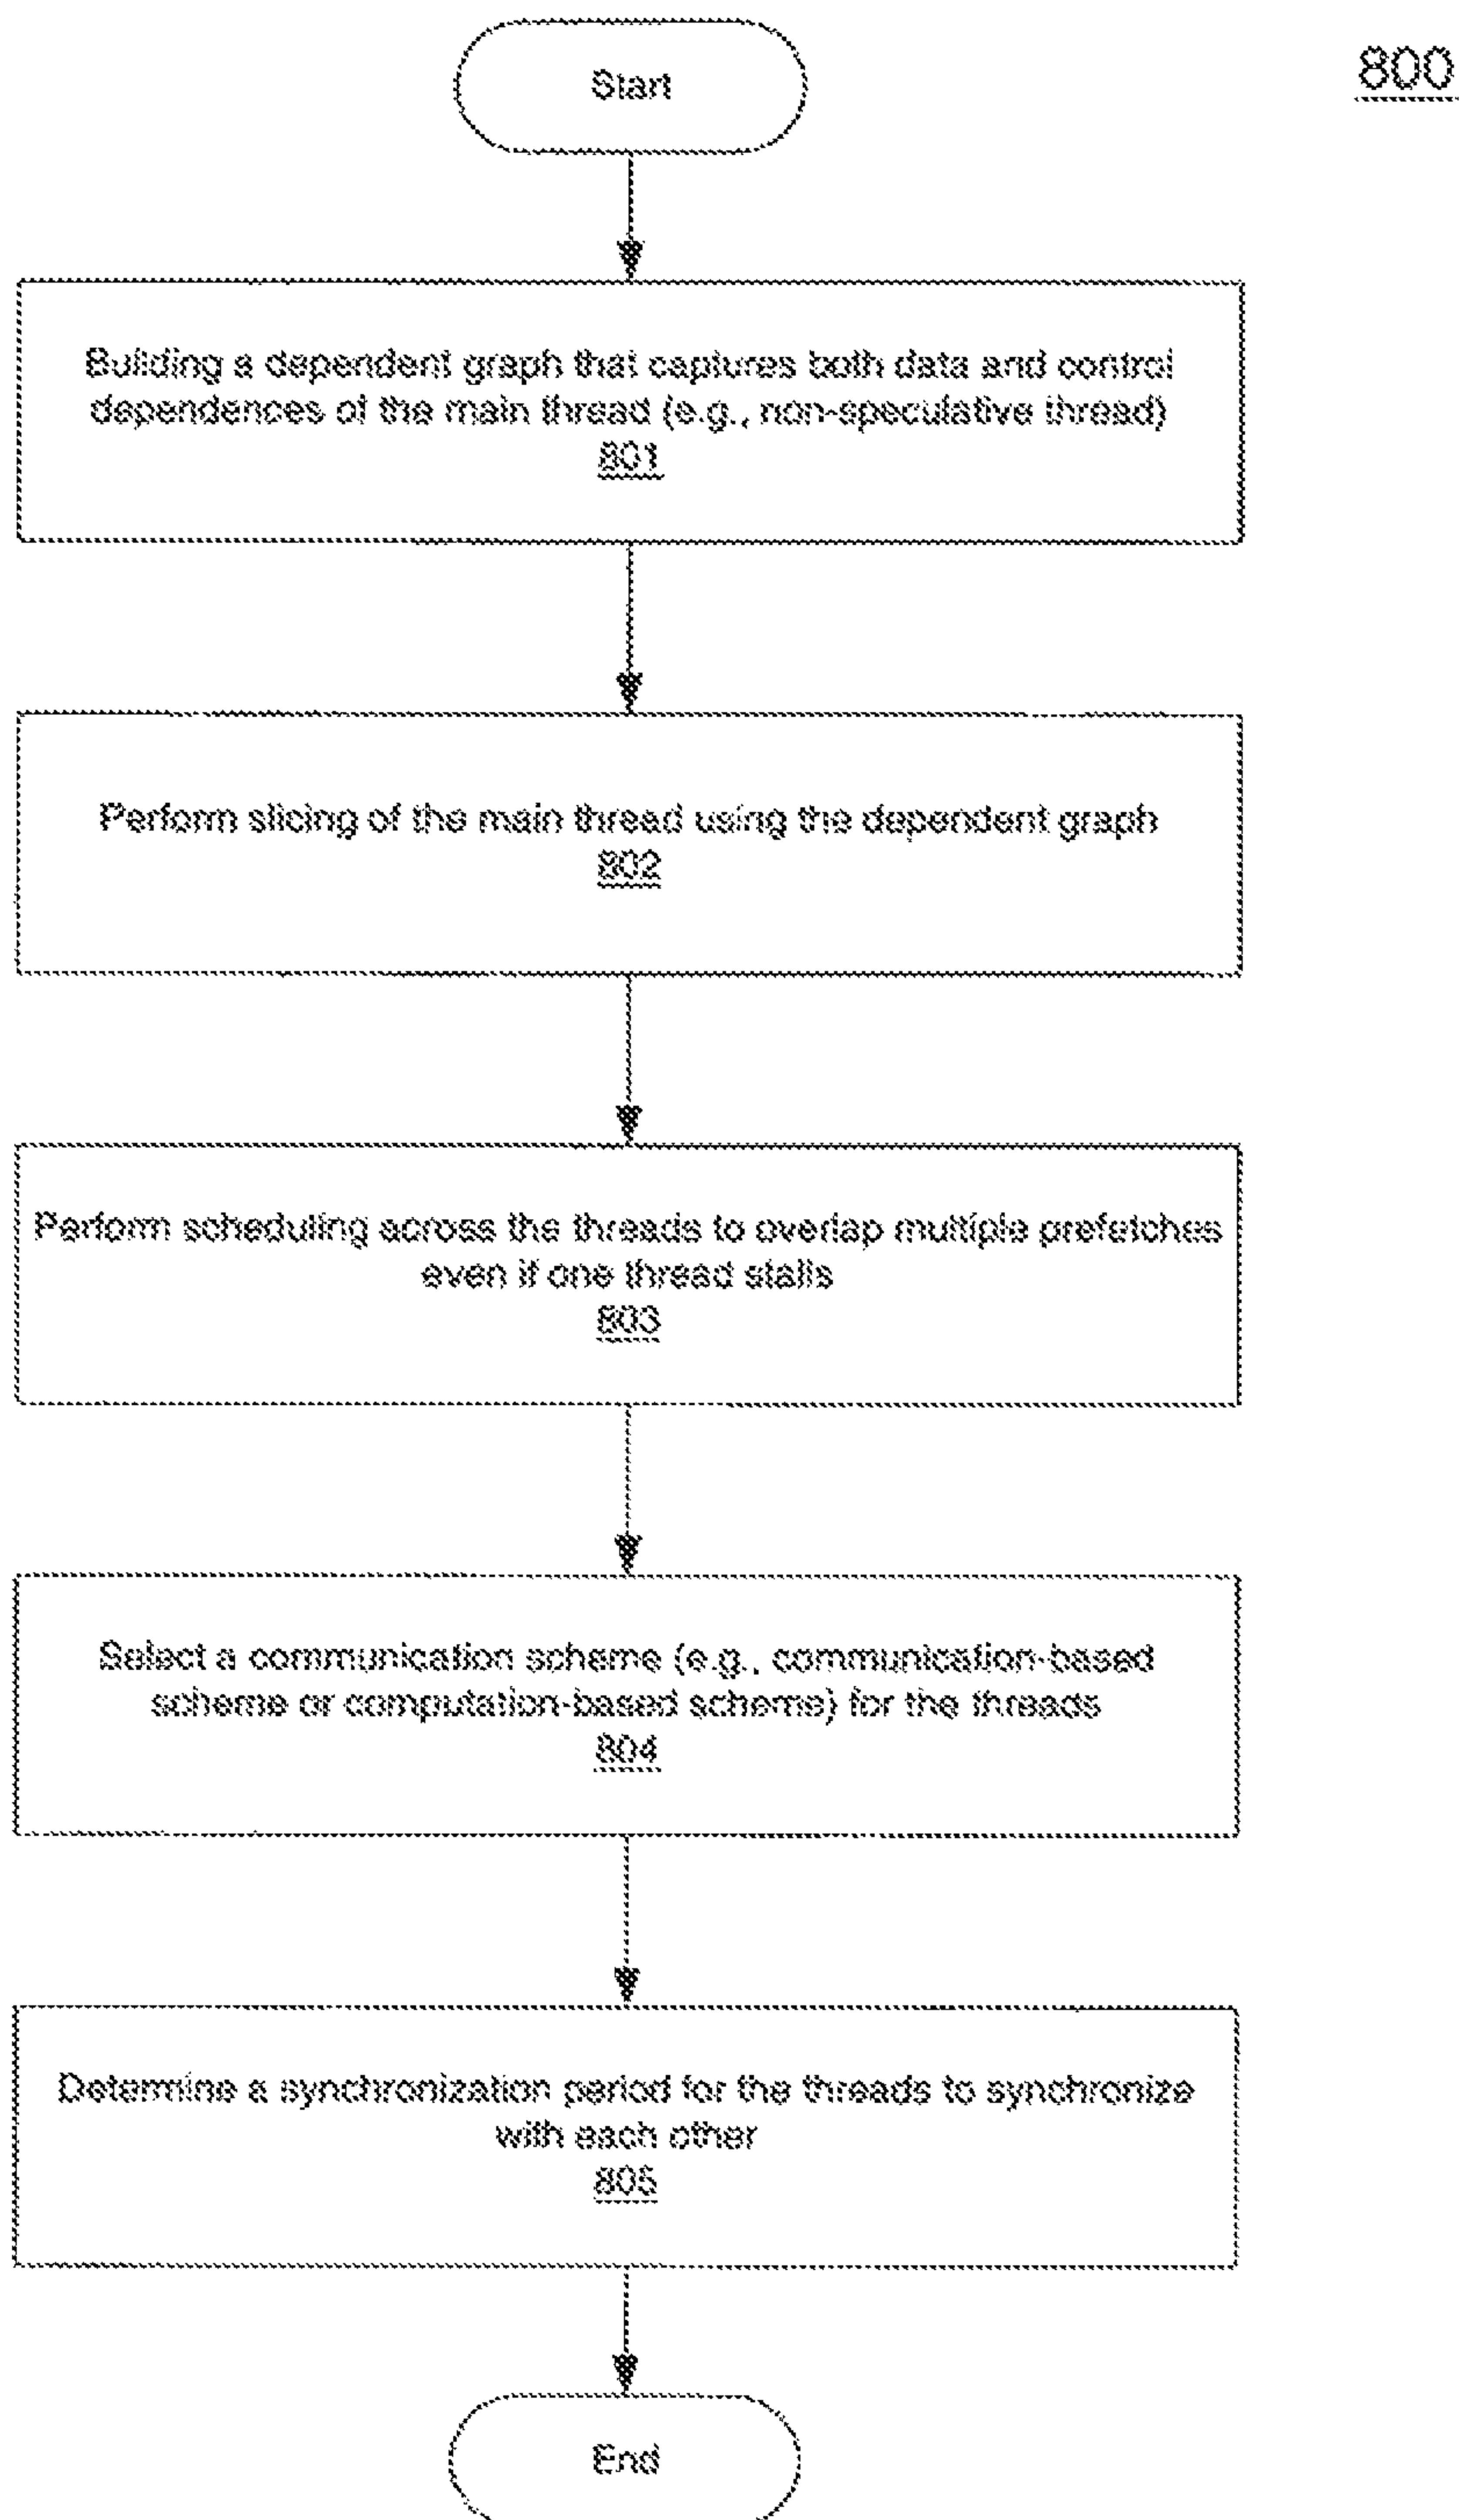 800
Start
Building a dependent graph that captures both data and control
dependences of the main thread (e.g., non-speculative thread)
801
Perform slicing of the main thread using the dependent graph
802
Perform scheduling across the threads to overlap multiple prefetches
even if one thread stalls
803
Select a communication scheme (e.g., communication-based
scheme or computation-based scheme) for the threads
804
Determine a synchronization period for the threads to synchronize
with each other
805
End